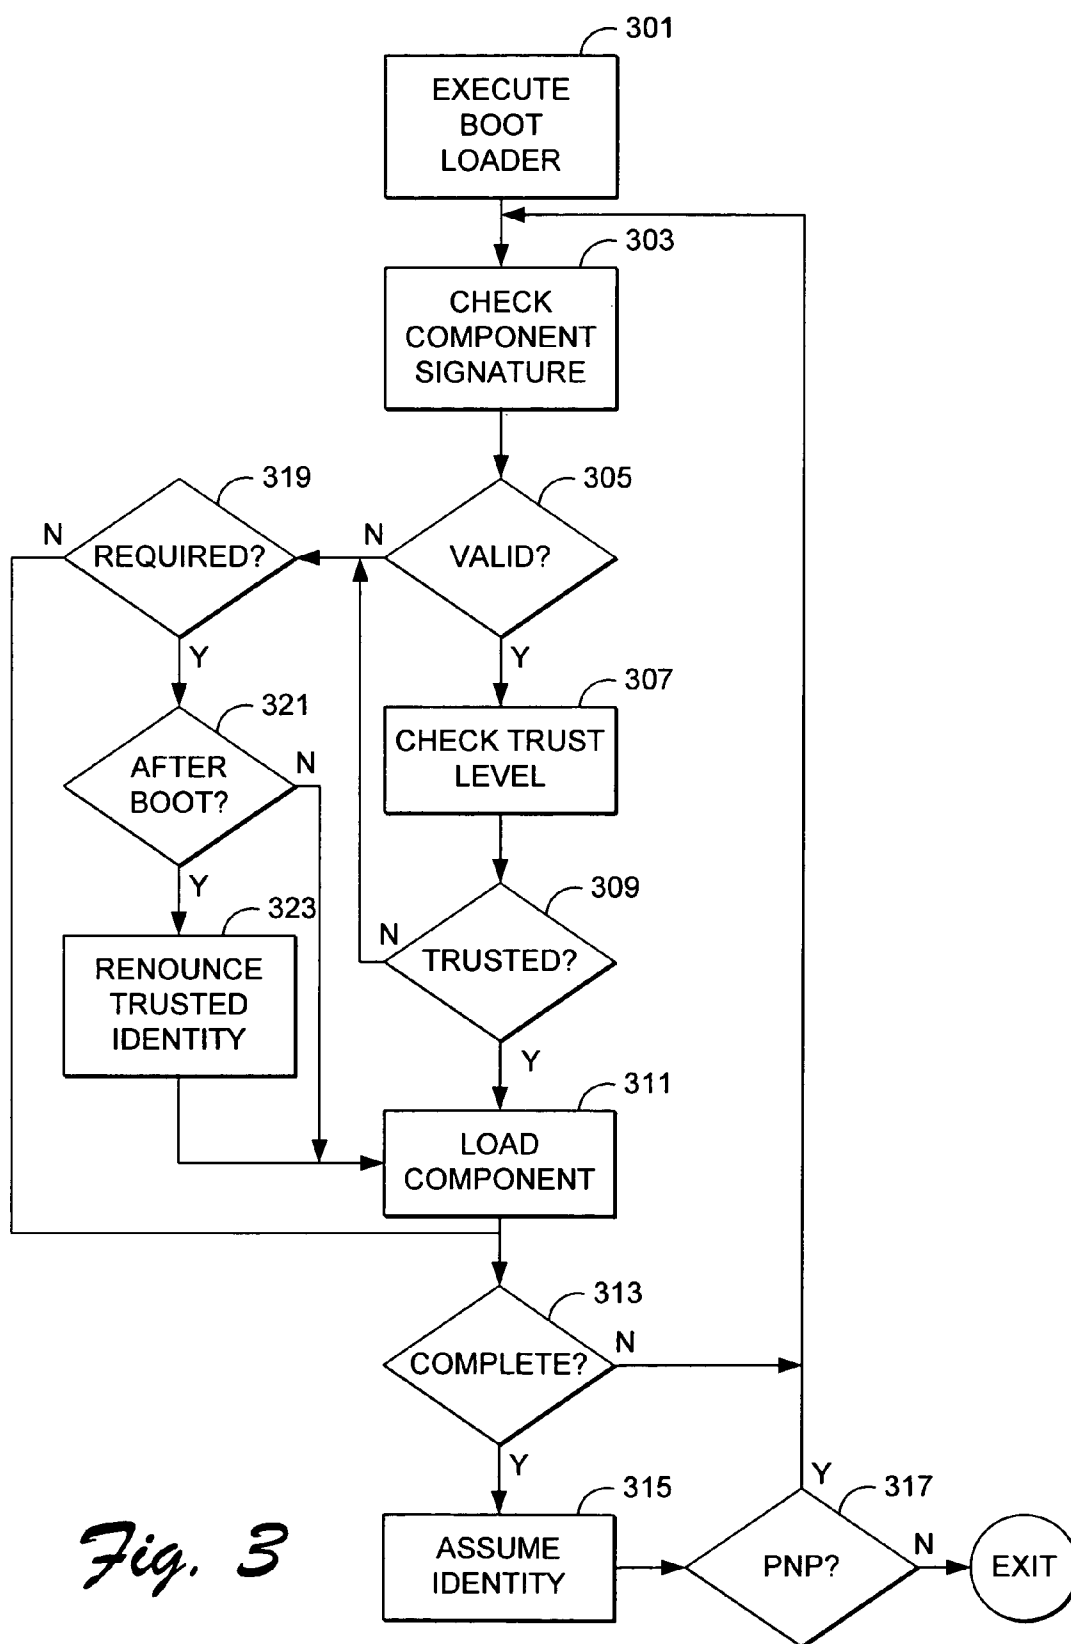 301
EXECUTE
BOOT
LOADER
303
CHECK
COMPONENT
SIGNATURE
319
305
N
REQUIRED?
N
VALID?
Y
Y
307
321
CHECK TRUST
LEVEL
AFTER
BOOT?
N
Y
309
323
N
TRUSTED?
RENOUNCE
TRUSTED
IDENTITY
Y
311
LOAD
COMPONENT
313
COMPLETE?
N
Y
Y
315
317
ASSUME
IDENTITY
PNP?
N
EXIT
Fig. 3